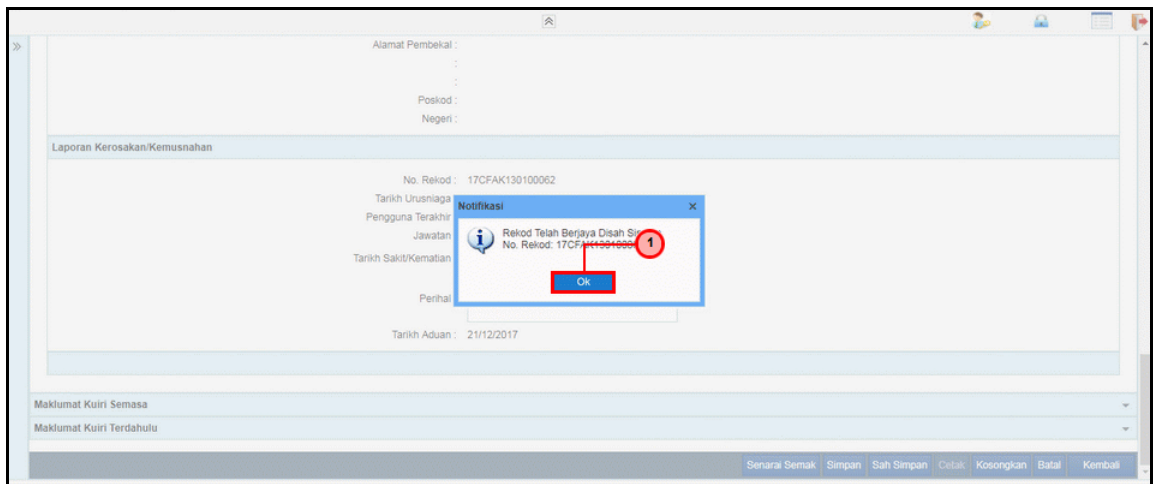 Alamat Pembekal :
:
:
Poskod :
Negeri :
Laporan Kerosakan/Kemusnahan
No. Rekod : 17CFAK130100062
Tarikh Urusniaga
Pengguna Terakhir
Jawatan
Tarikh Sakit/Kematian
Perihal
Notifikasi
Rekod Telah Berjaya Disah
No. Rekod:
1
Ok
Tarikh Aduan : 21/12/2017
Maklumat Kuiri Semasa
Maklumat Kuiri Terdahulu
Senarai Semak Simpan Sah Simpan Cetak Kosongkan Batal Kembali